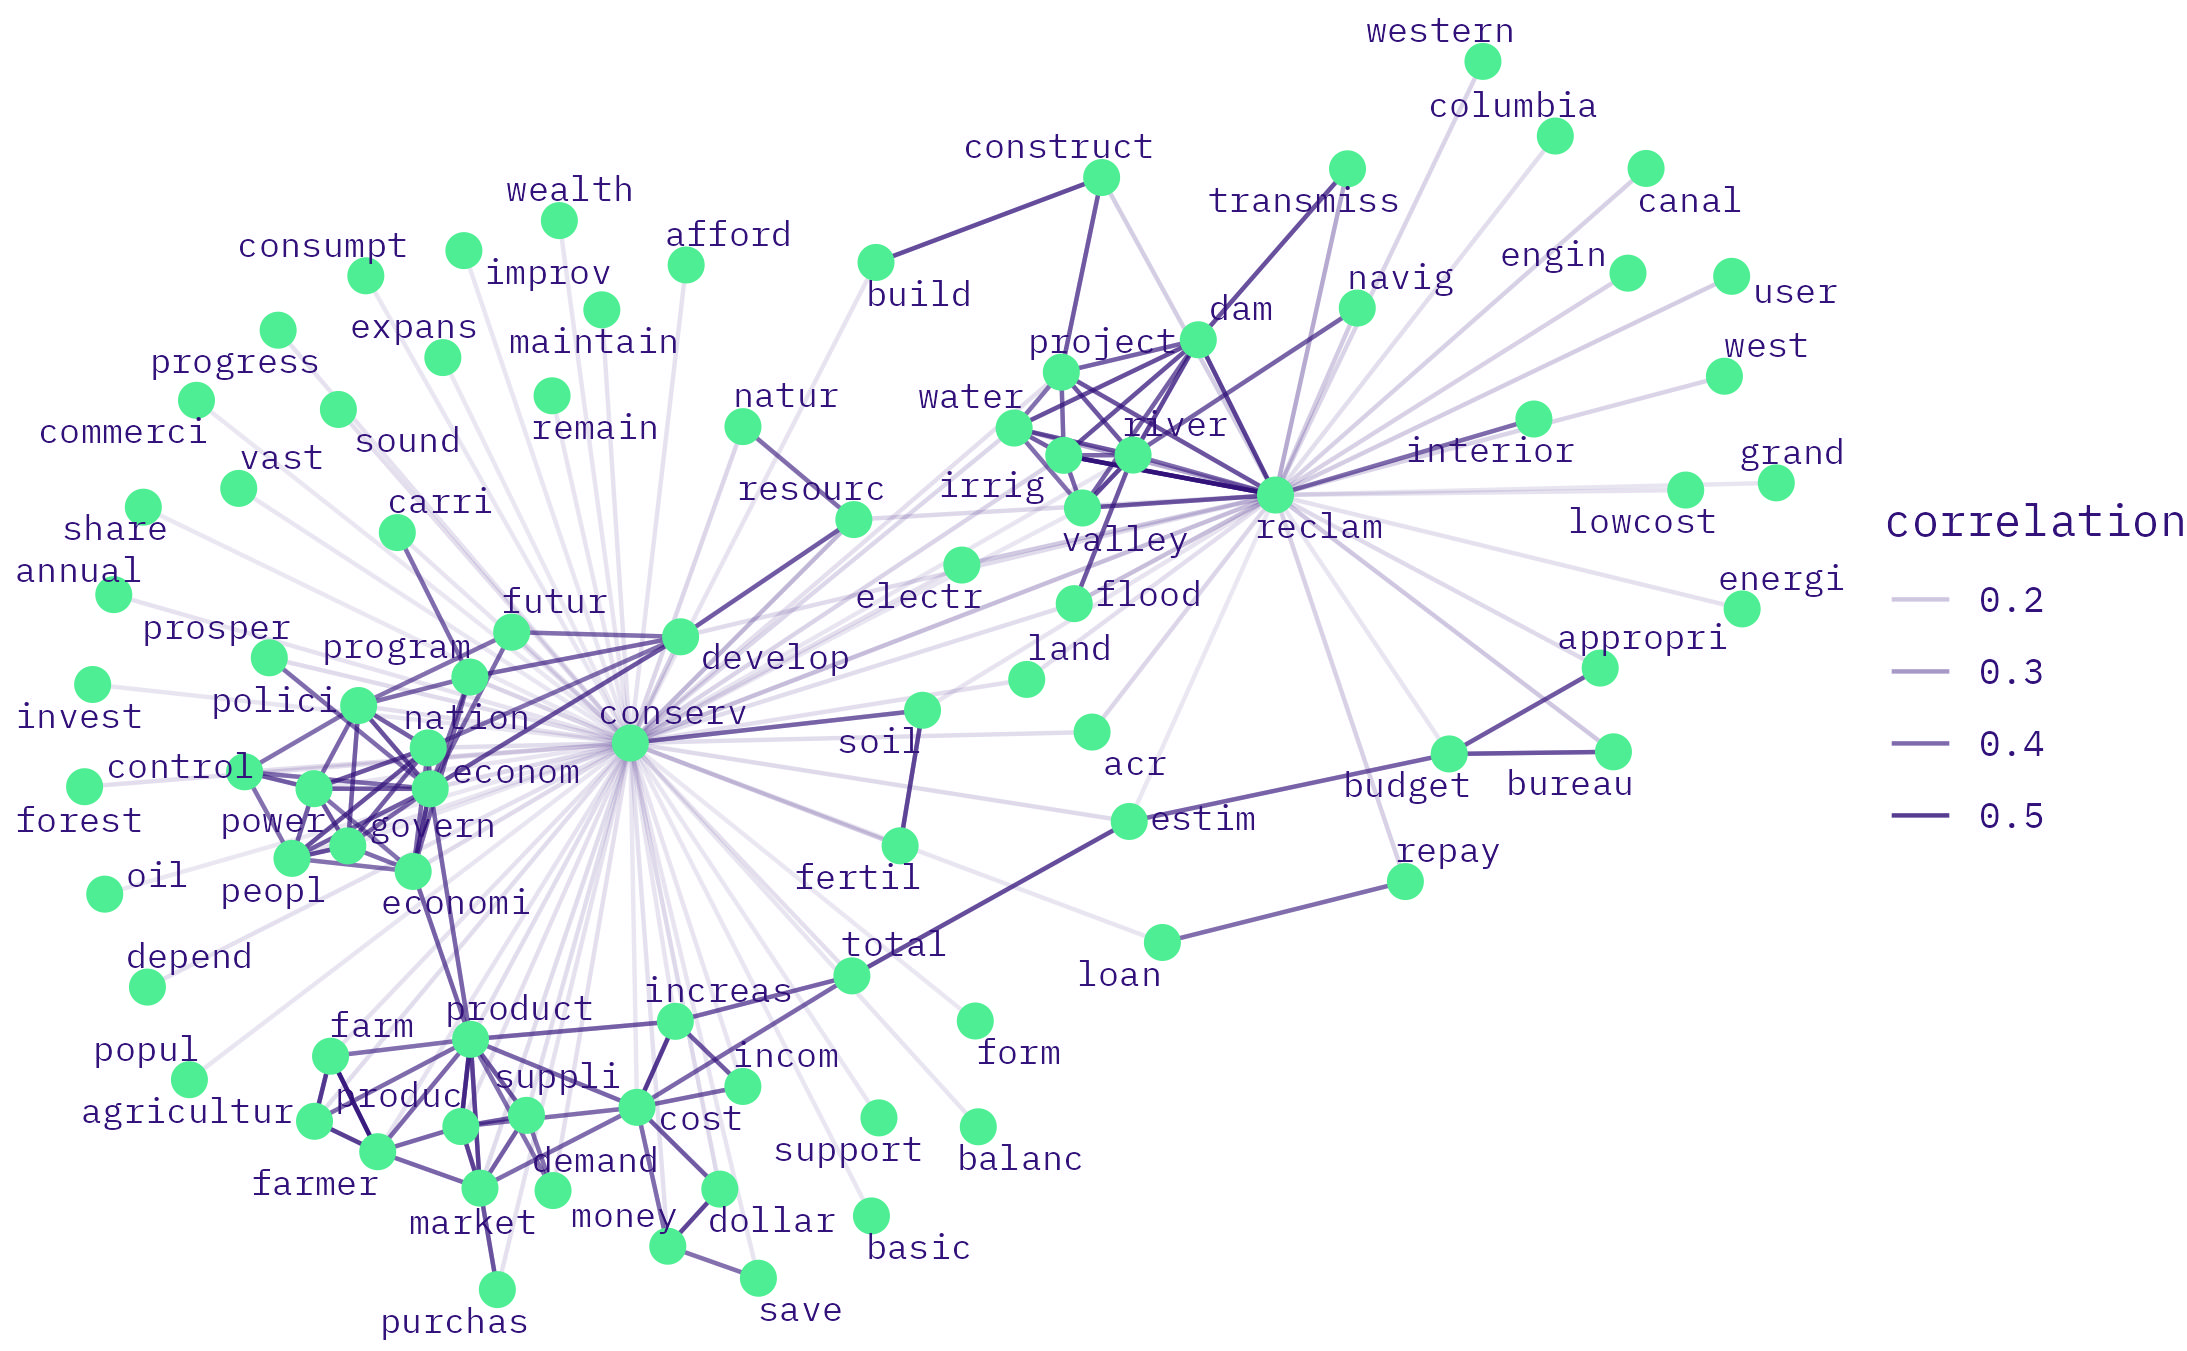 western
columbia
construct
wealth
transmiss
canal
consumpt
afford
improv
build
navig
engin
user
dam
expans
maintain
project
west
progress
natur
water
river
commerci
sound
remain
interior
grand
vast
resourc
irrig
carri
share
lowcost
reclam
correlation
valley
annual
electr
flood
energi
0.2
futur
prosper
program
develop
land
appropri
0.3
polici
nation
conserv
invest
soil
control
econom
acr
budget
bureau
0.4
forest
power
govern
estim
0.5
oil
peopl
economi
fertil
repay
depend
total
loan
increas
product
farm
popul
incom
form
suppli
agricultur
produc
cost
farmer
demand
support
balanc
market
money
dollar
basic
purchas
save